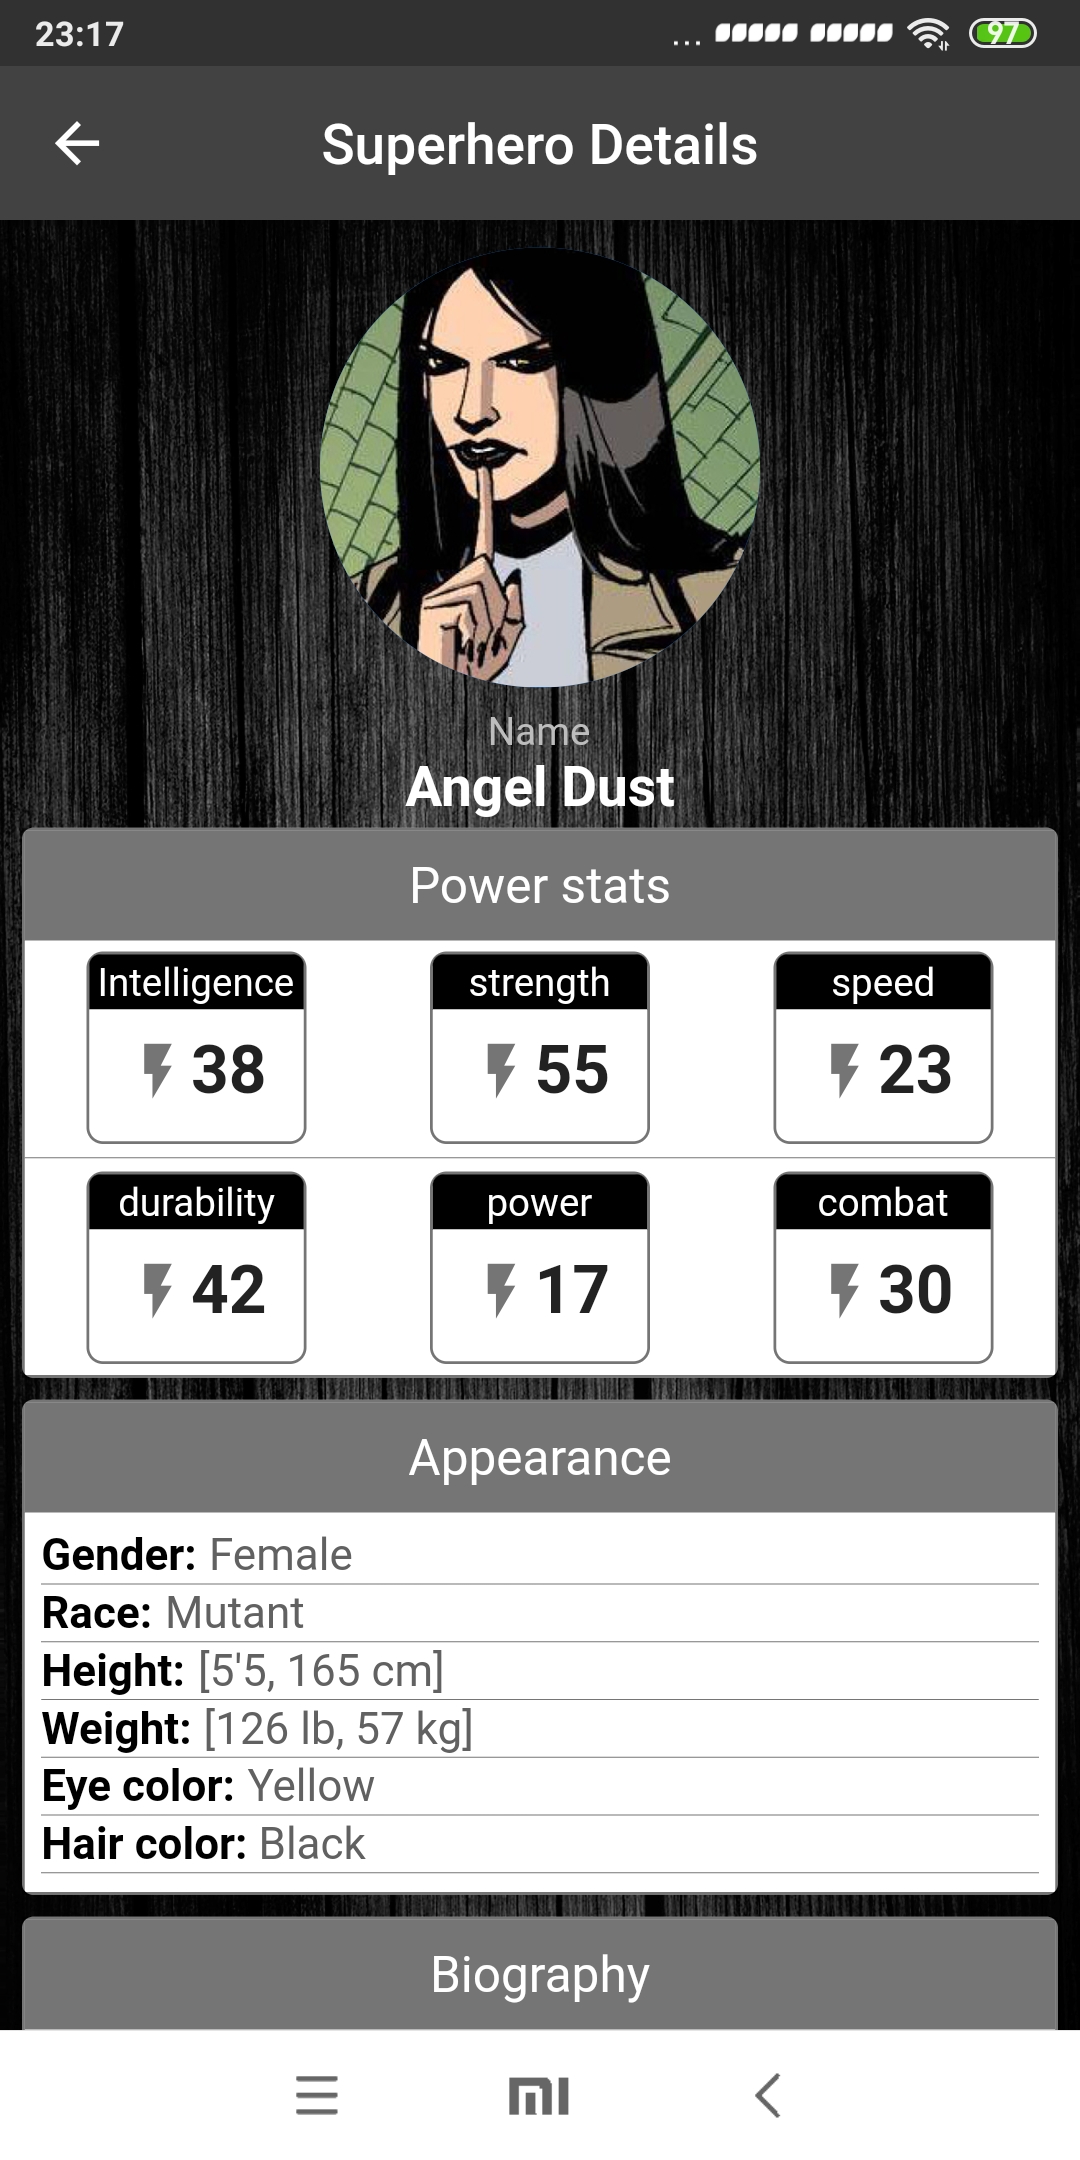 23:17
... 97
Superhero Details
Name
Angel Dust
Power stats
Intelligence strength speed
38 55 23
durability power combat
42 17 30
Appearance
Gender: Female
Race: Mutant
Height: [5'5, 165 cm]
Weight: [126 lb, 57 kg]
Eye color: Yellow
Hair color: Black
Biography